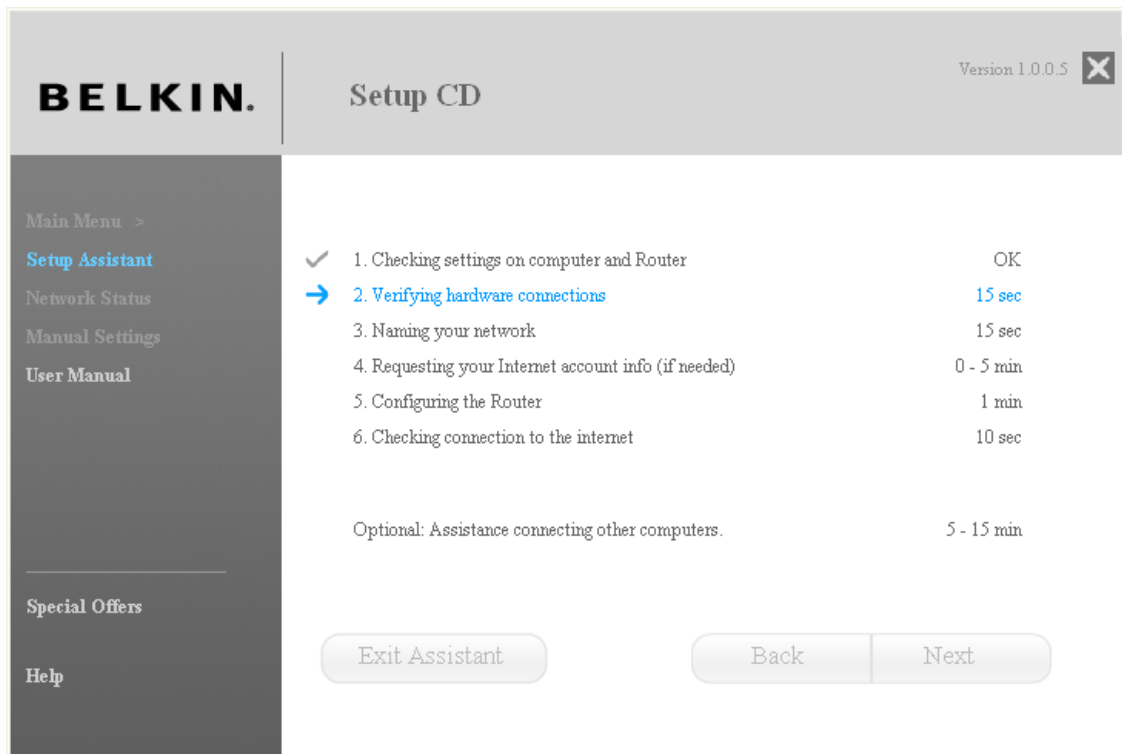 BELKIN.
Setup CD
Version 1.0.0.5
Main Menu >
Setup Assistant
Network Status
Manual Settings
User Manual
Special Offers
Help
1. Checking settings on computer and Router OK
2. Verifying hardware connections 15 sec
3. Naming your network 15 sec
4. Requesting your Internet account info (if needed) 0 - 5 min
5. Configuring the Router 1 min
6. Checking connection to the internet 10 sec
Optional: Assistance connecting other computers. 5 - 15 min
Exit Assistant Back Next